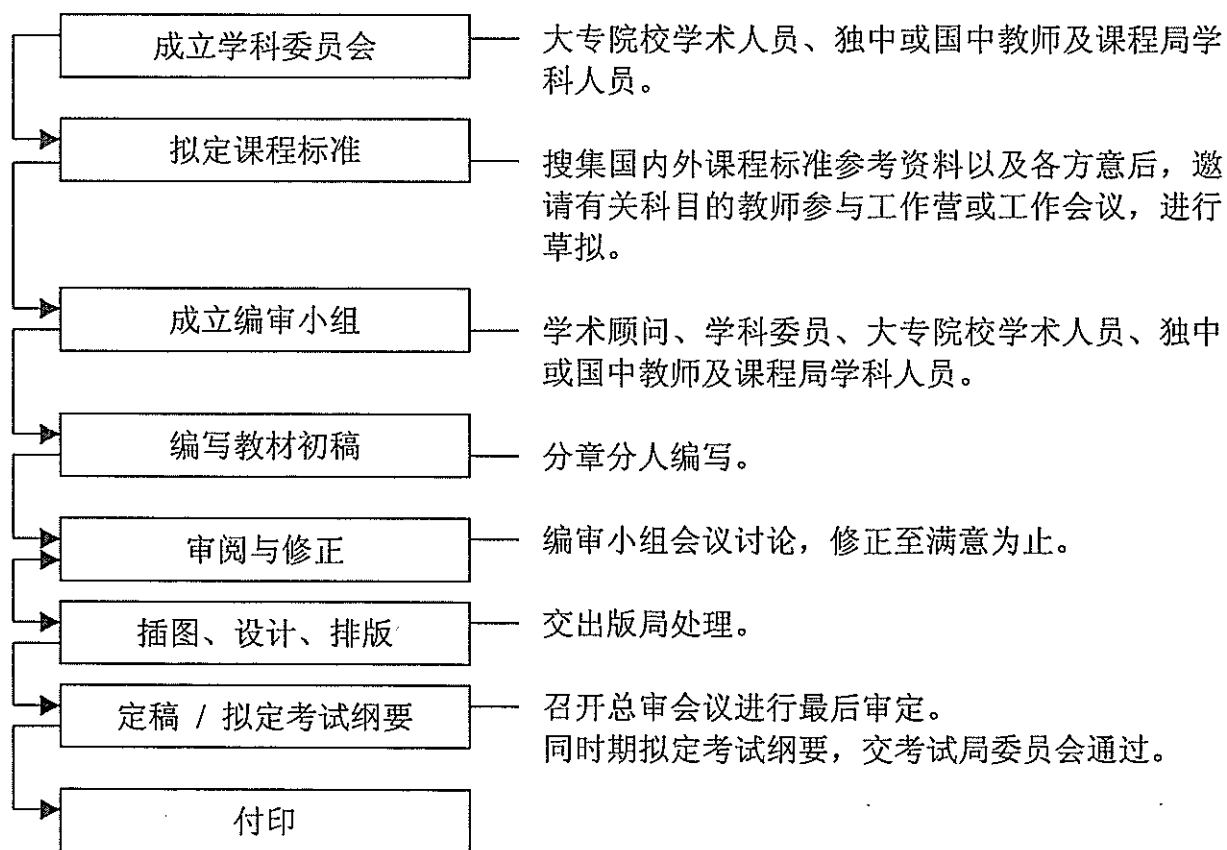 成立学科委员会
大专院校学术人员、独中或国中教师及课程局学
科人员。
拟定课程标准
搜集国内外课程标准参考资料以及各方意后，邀
请有关科目的教师参与工作营或工作会议，进行
草拟。
成立编审小组
学术顾问、学科委员、大专院校学术人员、独中
或国中教师及课程局学科人员。
编写教材初稿
分章分人编写。
审阅与修正
编审小组会议讨论，修正至满意为止。
插图、设计、排版
交出版局处理。
定稿 / 拟定考试纲要
召开总审会议进行最后审定。
同时期拟定考试纲要，交考试局委员会通过。
付印